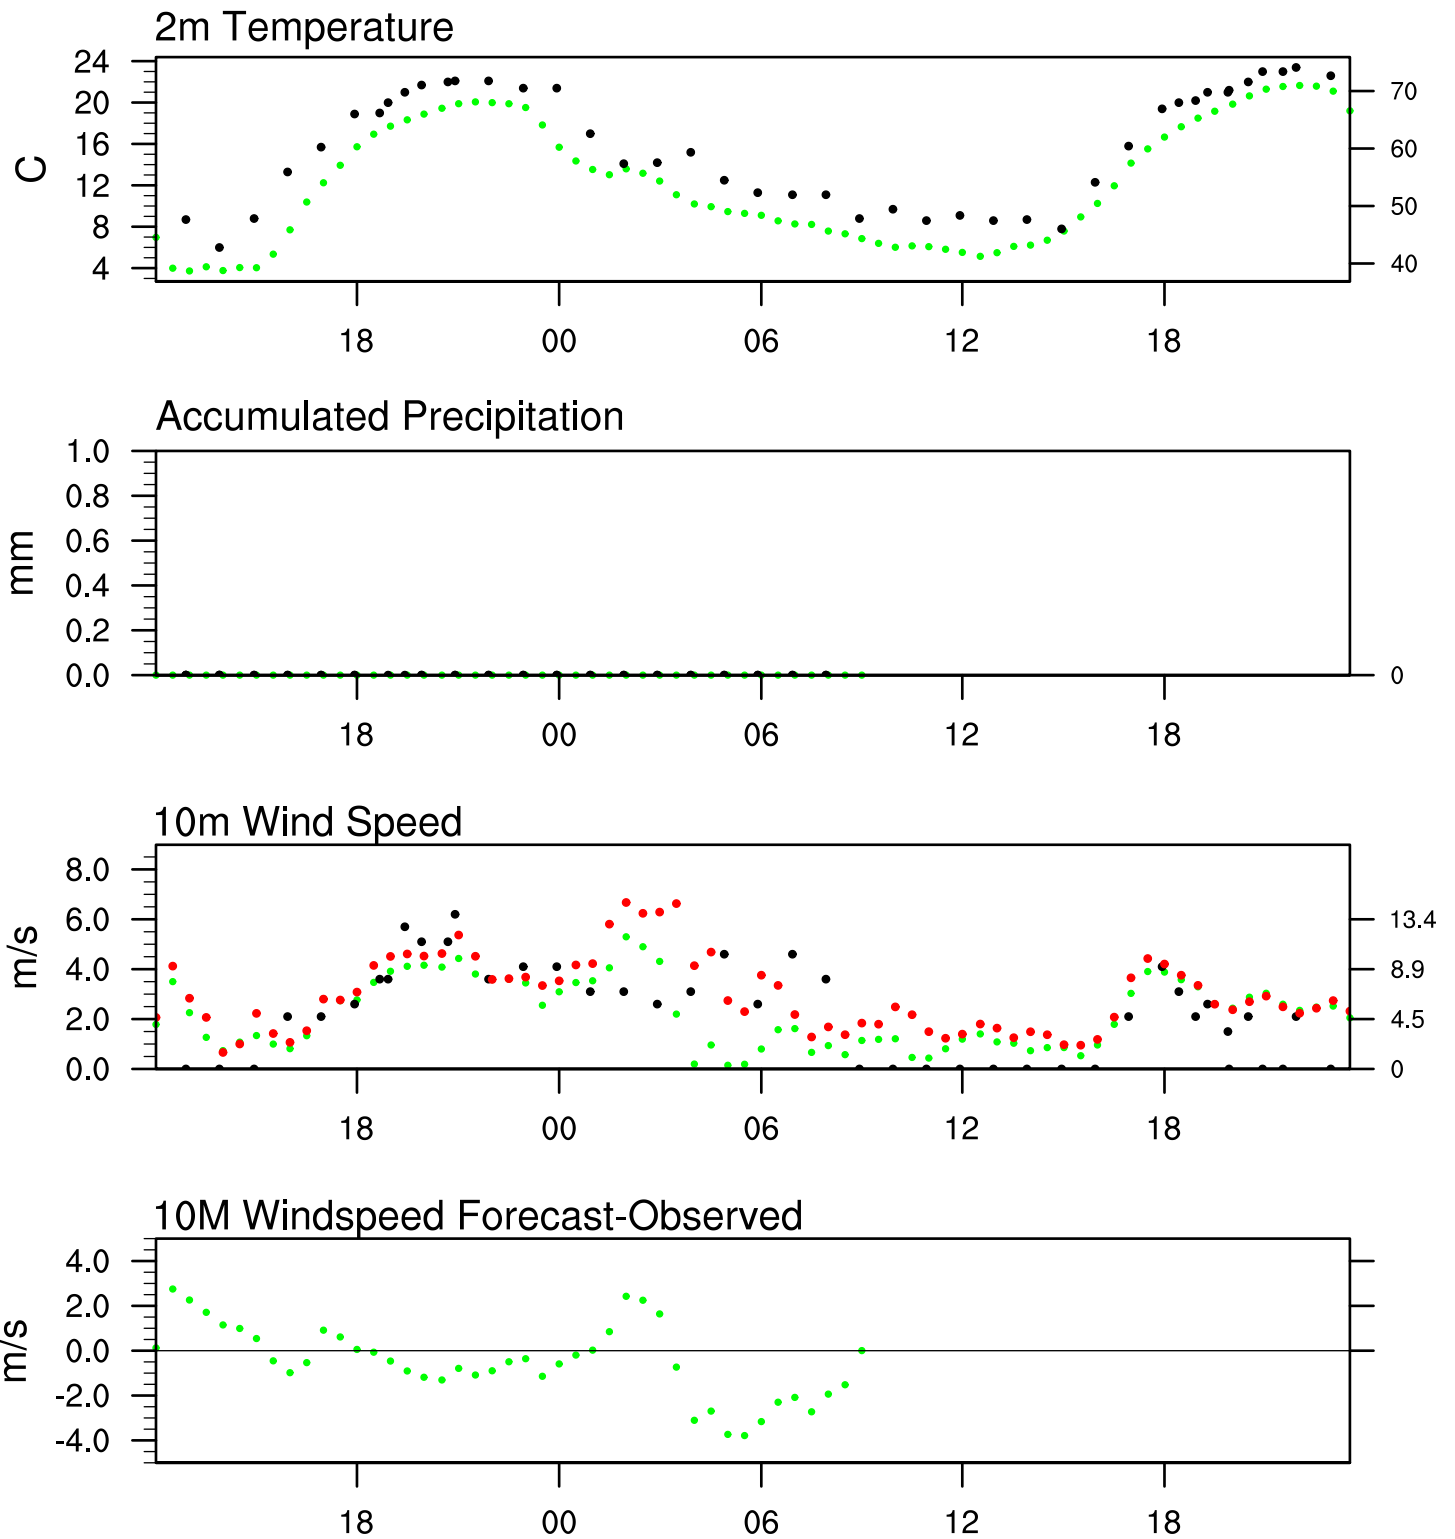 2m Temperature
24
20
16
12
8
4
C
70
60
50
40
18 00 06 12 18
Accumulated Precipitation
1.0
0.8
0.6
0.4
0.2
0.0
mm
0
18 00 06 12 18
10m Wind Speed
8.0
6.0
4.0
2.0
0.0
m/s
13.4
8.9
4.5
0
18 00 06 12 18
10M Windspeed Forecast-Observed
4.0
2.0
0.0
-2.0
-4.0
m/s
18 00 06 12 18